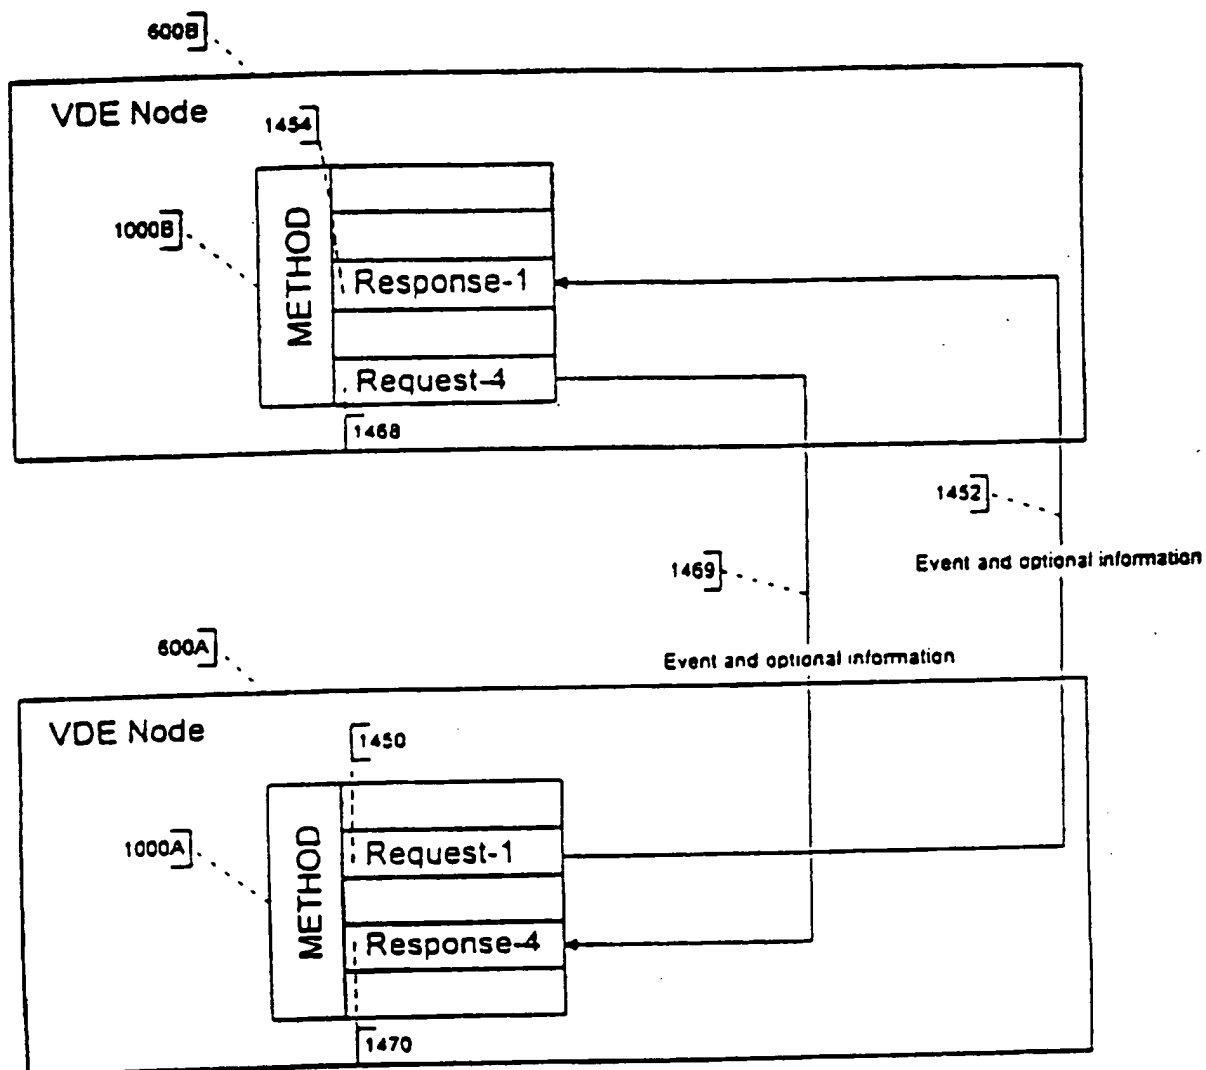 600B
VDE Node
1454
1000B
METHOD
Response-1
Request-4
1468
1452
Event and optional information
1469
600A
Event and optional information
VDE Node
1450
1000A
METHOD
Request-1
Response-4
1470